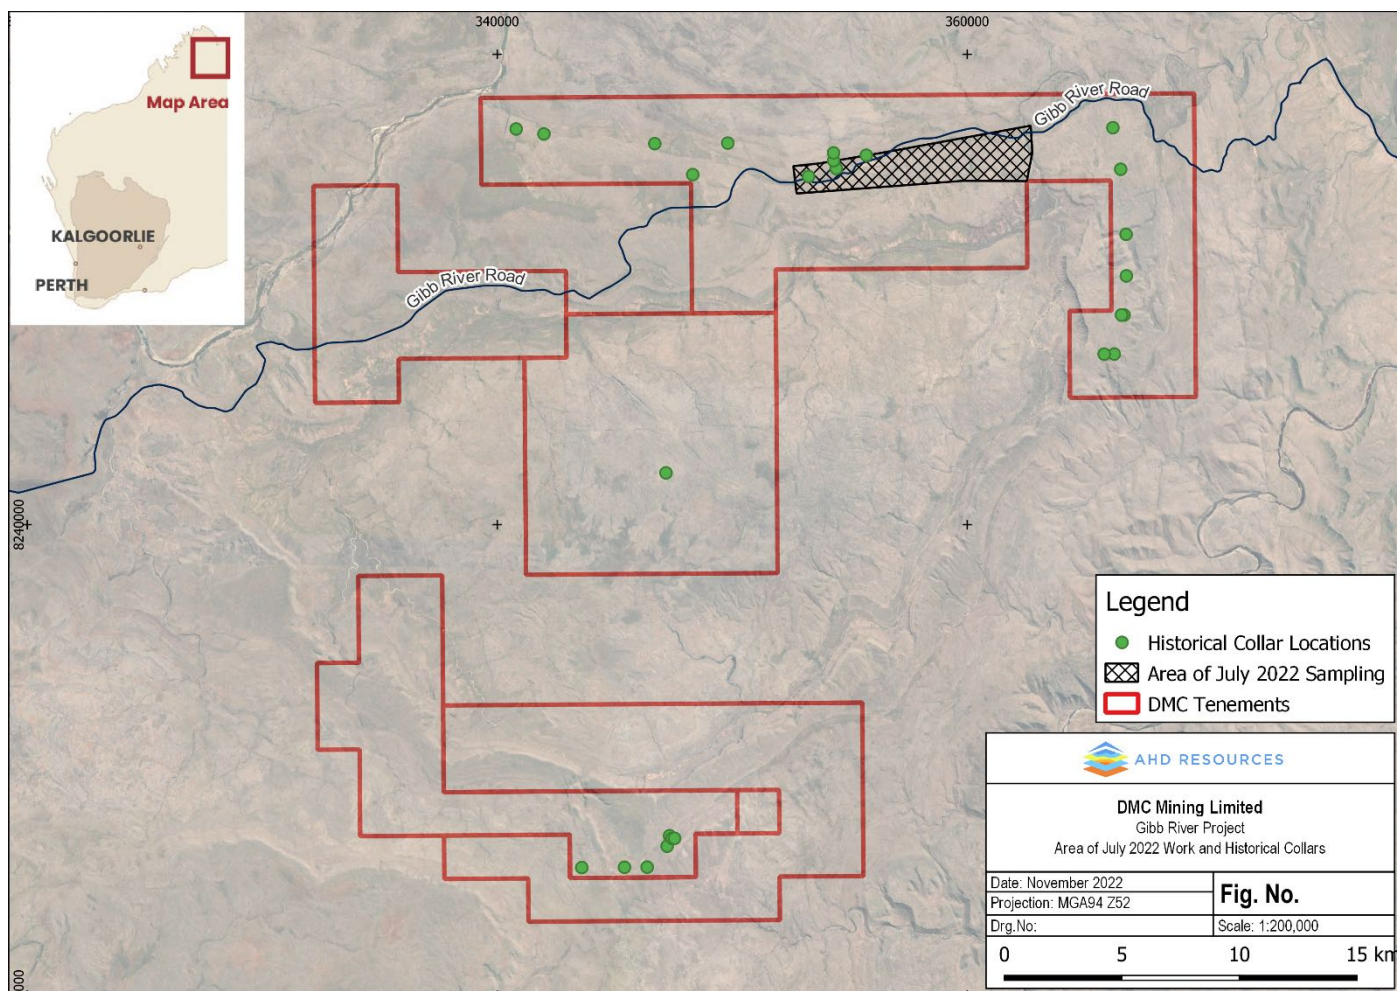 340000
360000
Map Area
KALGOORLIE
PERTH
Gibb River Road
Gibb River Road
8240000
Legend
Historical Collar Locations
Area of July 2022 Sampling
DMC Tenements
AHD RESOURCES
DMC Mining Limited
Gibb River Project
Area of July 2022 Work and Historical Collars
Date: November 2022
Projection: MGA94 Z52
Drg.No:
Fig. No.
Scale: 1:200,000
0 5 10 15 km